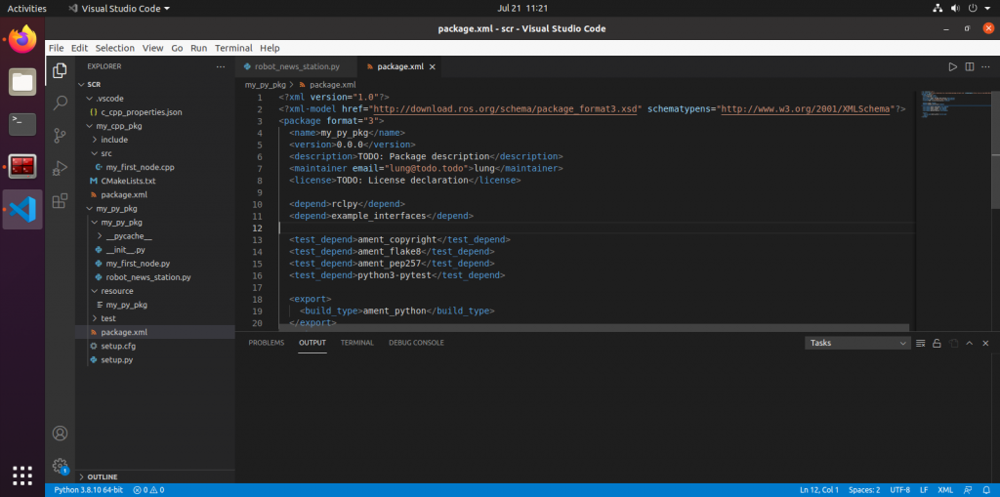 Activities
Visual Studio Code
Jul 21 11:21
package.xml - scr - Visual Studio Code
File Edit Selection View Go Run Terminal Help
EXPLORER
SCR
.vscode
{} c_cpp_properties.json
my_cpp_pkg
include
src
my_first_node.cpp
M CMakeLists.txt
package.xml
my_py_pkg
my_py_pkg
__pycache__
__init__.py
my_first_node.py
robot_news_station.py
resource
my_py_pkg
test
package.xml
setup.cfg
setup.py
OUTLINE
robot_news_station.py
package.xml
my_py_pkg > package.xml
1 <?xml version="1.0"?>
2 <?xml-model href="http://download.ros.org/schema/package_format3.xsd" schematypens="http://www.w3.org/2001/XMLSchema"?>
3 <package format="3">
4 <name>my_py_pkg</name>
5 <version>0.0.0</version>
6 <description>TODO: Package description</description>
7 <maintainer email="lung@todo.todo">lung</maintainer>
8 <license>TODO: License declaration</license>
9
10 <depend>rclpy</depend>
11 <depend>example_interfaces</depend>
12
13 <test_depend>ament_copyright</test_depend>
14 <test_depend>ament_flake8</test_depend>
15 <test_depend>ament_pep257</test_depend>
16 <test_depend>python3-pytest</test_depend>
17
18 <export>
19 <build_type>ament_python</build_type>
20 </export>
PROBLEMS OUTPUT TERMINAL DEBUG CONSOLE
Tasks
Python 3.8.10 64-bit 0 0
Ln 12, Col 1 Spaces: 2 UTF-8 LF XML